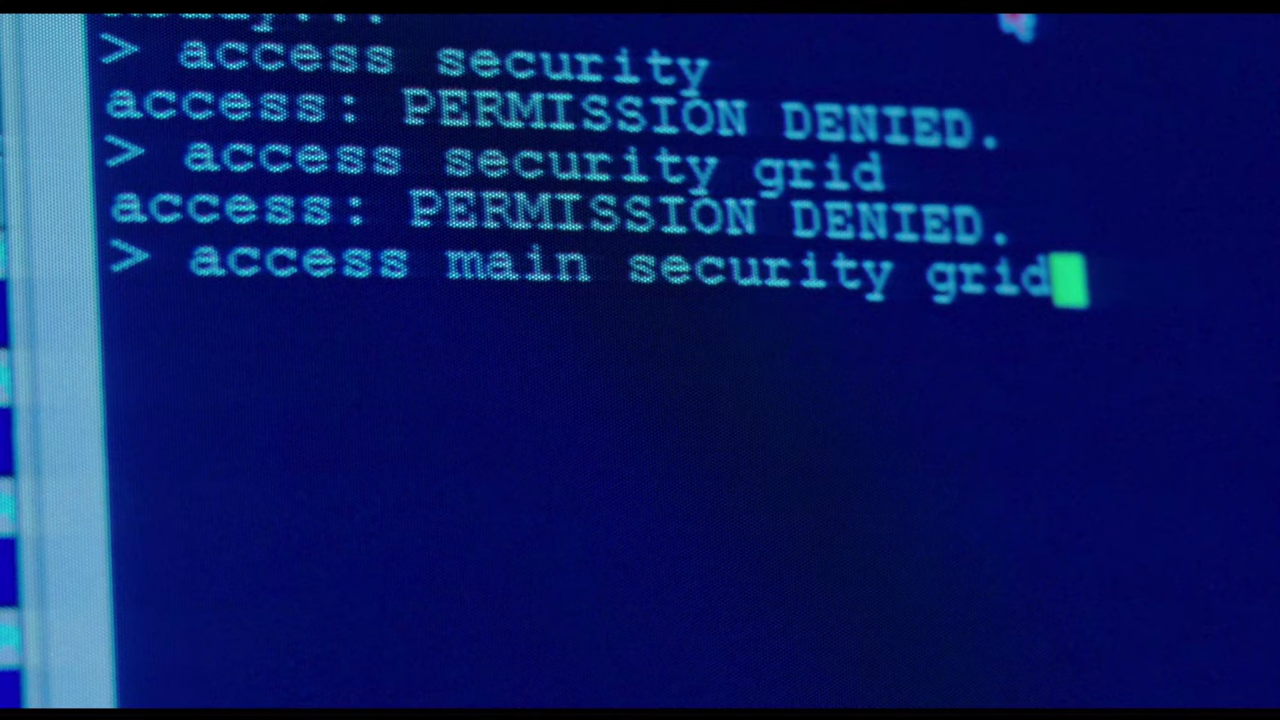 > access security
access: PERMISSION DENIED.
> access security grid
access: PERMISSION DENIED.
> access main security grid